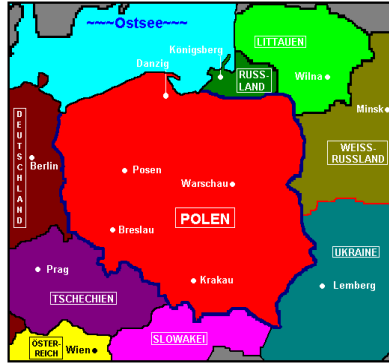 ~~~Ostsee~~~
Konigsberg
LITTAUEN
Danzig
RUSS-
LAND
Wilna
Minsk
DEUTSCHLAND
WEISS-
RUSSLAND
Berlin
Posen
Warschau
POLEN
Breslau
UKRAINE
Prag
Krakau
Lemberg
TSCHECHIEN
SLOWAKEI
ÖSTER-
REICH
Wien